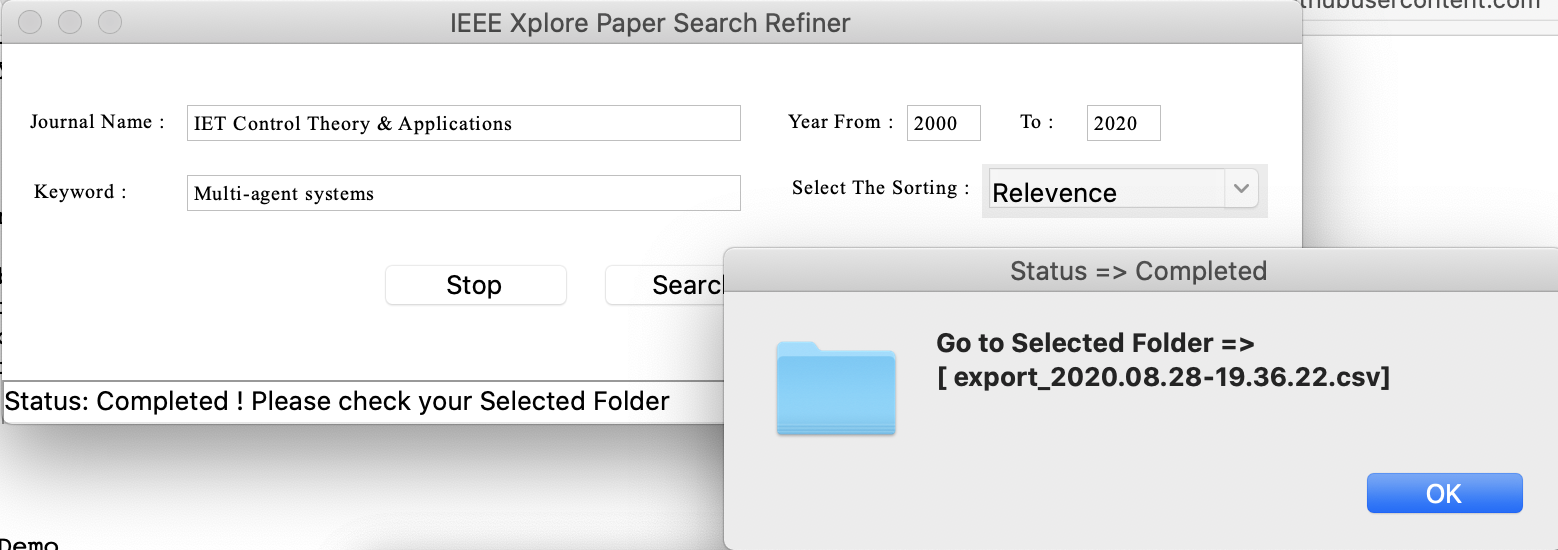 IEEE Xplore Paper Search Refiner
thubusercontent.com
Journal Name :
IET Control Theory & Applications
Year From :
2000
To :
2020
Keyword :
Multi-agent systems
Select The Sorting :
Relevence
Stop
Status => Completed
Go to Selected Folder =>
[ export_2020.08.28-19.36.22.csv]
Status: Completed ! Please check your Selected Folder
OK
Demo